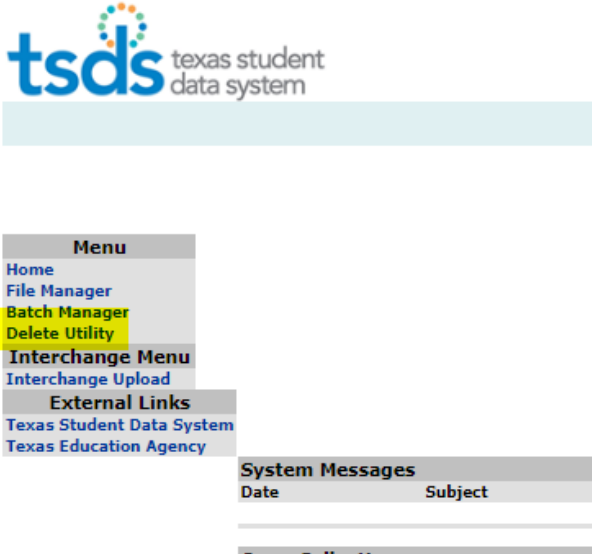 tsds texas student
data system
Menu
Home
File Manager
Batch Manager
Delete Utility
Interchange Menu
Interchange Upload
External Links
Texas Student Data System
Texas Education Agency
System Messages
Date Subject